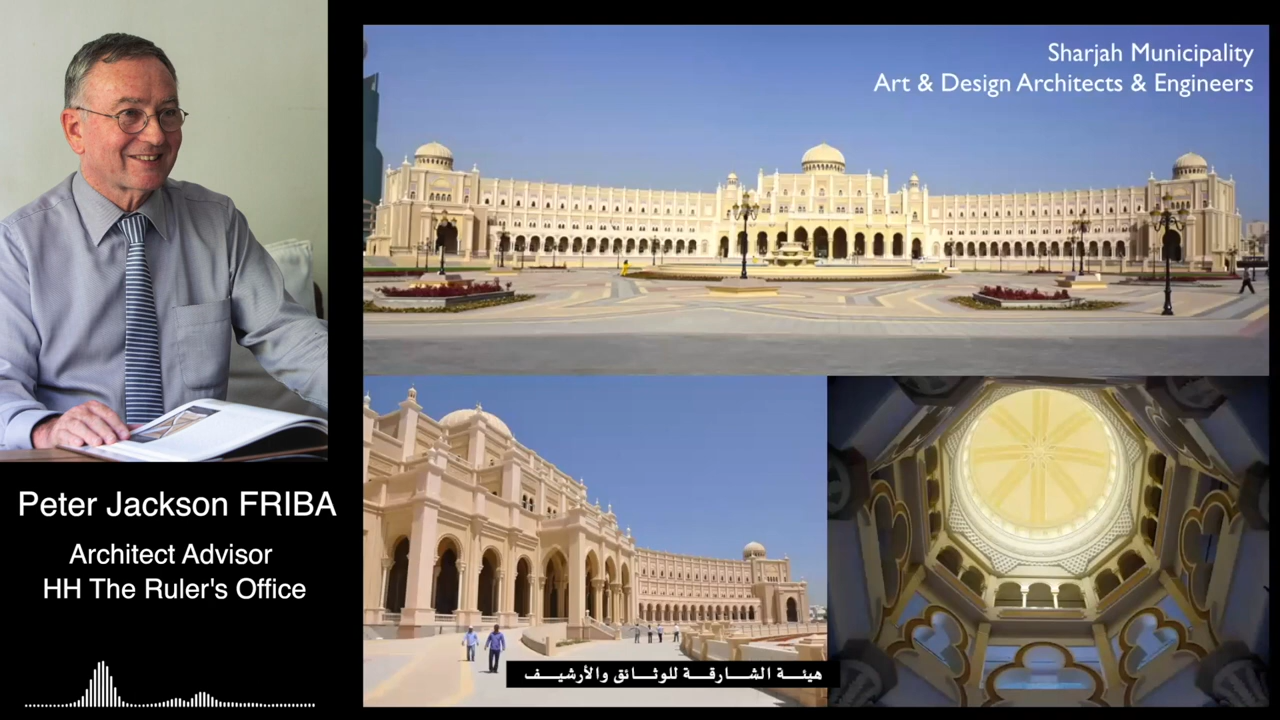 Sharjah Municipality
Art & Design Architects & Engineers
Peter Jackson FRIBA
Architect Advisor
HH The Ruler's Office
هيئة الشارقة للوثائق والأرشيف